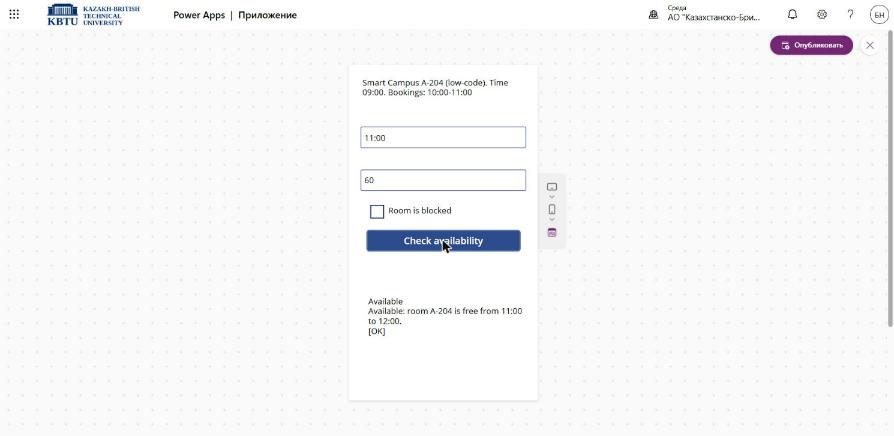 KAZAKH-BRITISH
TECHNICAL
UNIVERSITY
KBTU
Power Apps | Приложение
Среда
АО "Казахстанско-Бри...
?
БН
Опубликовать
Smart Campus A-204 (low-code). Time
09:00. Bookings: 10:00-11:00
11:00
60
Room is blocked
Check availability
Available
Available: room A-204 is free from 11:00
to 12:00.
[OK]